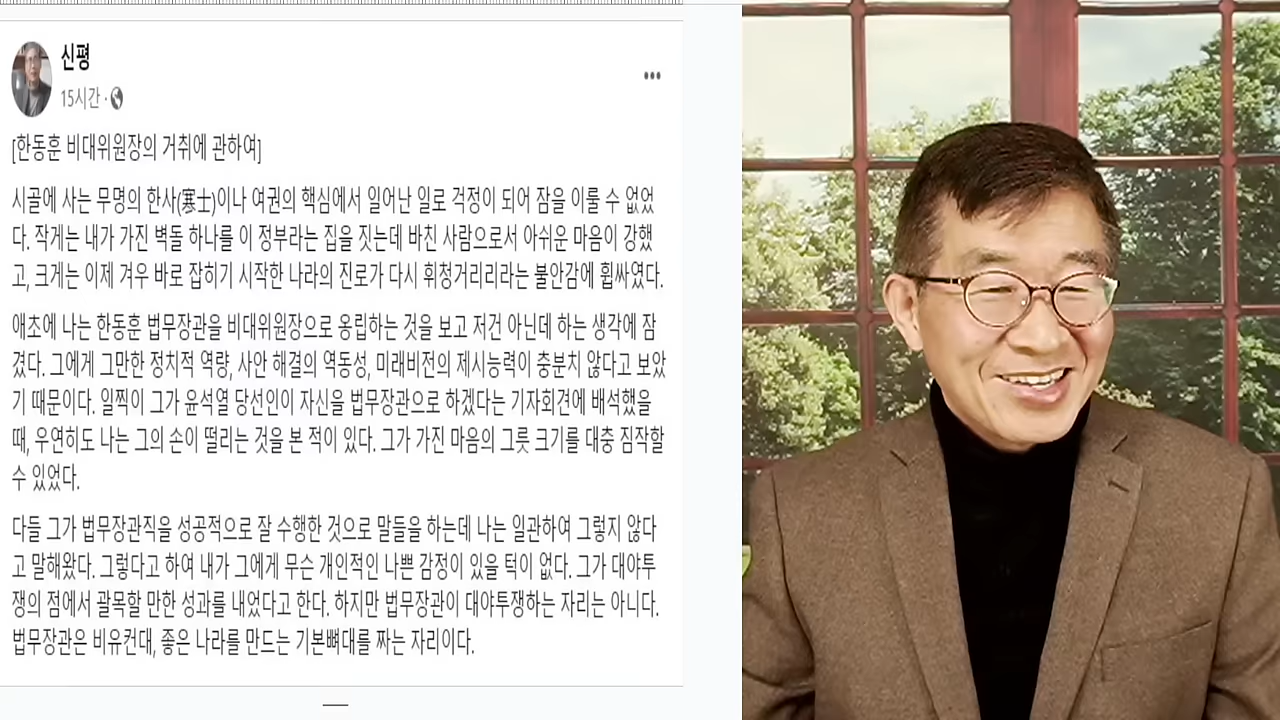 신평
15시간 ·
[한동훈 비대위원장의 거취에 관하여]
시골에 사는 무명의 한사(寒士)이나 여권의 핵심에서 일어난 일로 걱정이 되어 잠을 이룰 수 없었
다. 작게는 내가 가진 벽돌 하나를 이 정부라는 집을 짓는데 바친 사람으로서 아쉬운 마음이 강했
고, 크게는 이제 겨우 바로 잡히기 시작한 나라의 진로가 다시 휘청거리리라는 불안감에 휩싸였다.
애초에 나는 한동훈 법무장관을 비대위원장으로 옹립하는 것을 보고 저건 아닌데 하는 생각에 잠
겼다. 그에게 그만한 정치적 역량, 사안 해결의 역동성, 미래비전의 제시능력이 충분치 않다고 보았
기 때문이다. 일찍이 그가 윤석열 당선인이 자신을 법무장관으로 하겠다는 기자회견에 배석했을
때, 우연히도 나는 그의 손이 떨리는 것을 본 적이 있다. 그가 가진 마음의 그릇 크기를 대충 짐작할
수 있었다.
다들 그가 법무장관직을 성공적으로 잘 수행한 것으로 말들을 하는데 나는 일관하여 그렇지 않다
고 말해왔다. 그렇다고 하여 내가 그에게 무슨 개인적인 나쁜 감정이 있을 턱이 없다. 그가 대야투
쟁의 점에서 괄목할 만한 성과를 내었다고 한다. 하지만 법무장관이 대야투쟁하는 자리는 아니다.
법무장관은 비유컨대, 좋은 나라를 만드는 기본뼈대를 짜는 자리이다.